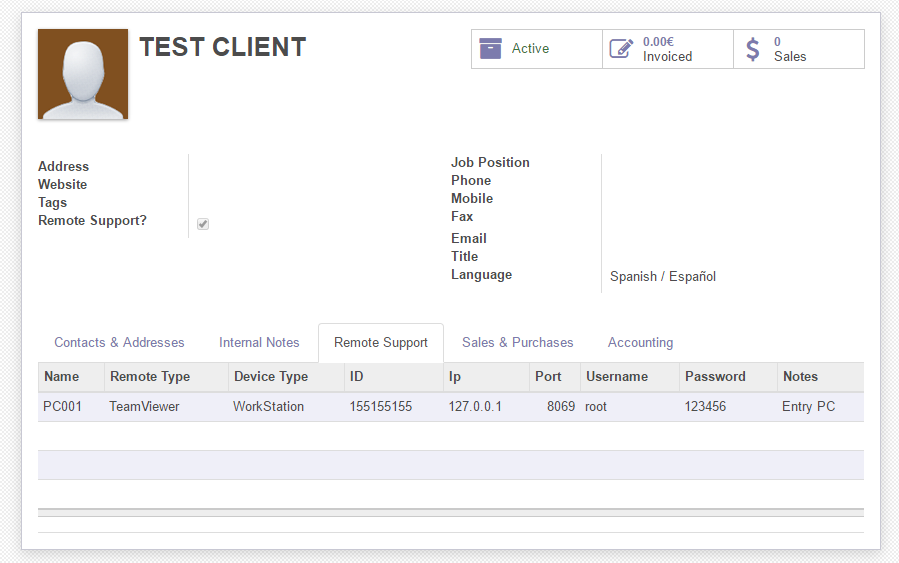 TEST CLIENT
Active
0.00€
Invoiced
0
Sales
Address
Website
Tags
Remote Support?
Job Position
Phone
Mobile
Fax
Email
Title
Language Spanish / Español
Contacts & Addresses Internal Notes Remote Support Sales & Purchases Accounting
Name Remote Type Device Type ID Ip Port Username Password Notes
PC001 TeamViewer WorkStation 155155155 127.0.0.1 8069 root 123456 Entry PC